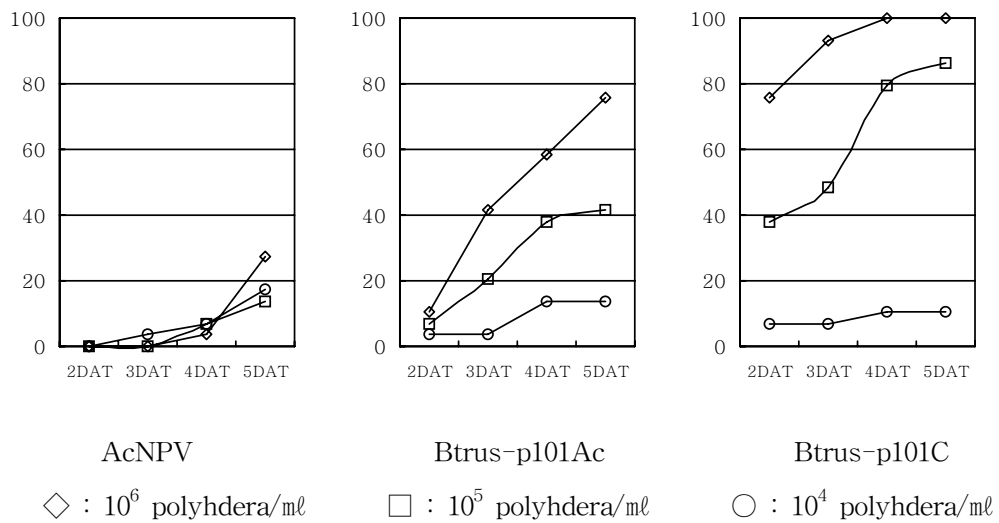 100 100 100
80 80 80
60 60 60
40 40 40
20 20 20
0 0 0
2DAT 3DAT 4DAT 5DAT 2DAT 3DAT 4DAT 5DAT 2DAT 3DAT 4DAT 5DAT
AcNPV Btrus-p101Ac Btrus-p101C
◇ : 10⁶ polyhdera/㎖ □ : 10⁵ polyhdera/㎖ ○ : 10⁴ polyhdera/㎖